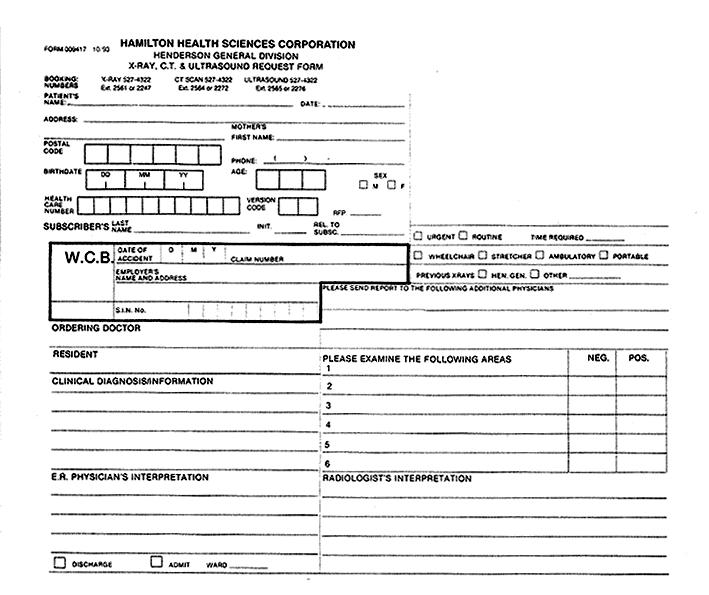 FORM 009417 10/93
HAMILTON HEALTH SCIENCES CORPORATION
HENDERSON GENERAL DIVISION
X-RAY, C.T. & ULTRASOUND REQUEST FORM
BOOKING: X-RAY 527-4322 CT SCAN 527-4322 ULTRASOUND 527-4322
NUMBERS Ext. 2561 or 2247 Ext. 2564 or 2272 Ext. 2565 or 2276
PATIENT'S
NAME: DATE:
ADDRESS:
MOTHER'S
FIRST NAME:
POSTAL
CODE
PHONE: ( ) -
BIRTHDATE DD MM YY AGE: SEX
M F
HEALTH
CARE
NUMBER
VERSION
CODE
RFP
SUBSCRIBER'S LAST NAME INIT. REL. TO SUBSC.
URGENT ROUTINE TIME REQUIRED
W.C.B. DATE OF ACCIDENT D M Y CLAIM NUMBER
WHEELCHAIR STRETCHER AMBULATORY PORTABLE
EMPLOYER'S
NAME AND ADDRESS
PREVIOUS XRAYS HEN. GEN. OTHER
PLEASE SEND REPORT TO THE FOLLOWING ADDITIONAL PHYSICIANS
S.I.N. No.
ORDERING DOCTOR
RESIDENT
PLEASE EXAMINE THE FOLLOWING AREAS NEG. POS.
1
CLINICAL DIAGNOSIS/INFORMATION
2
3
4
5
6
E.R. PHYSICIAN'S INTERPRETATION
RADIOLOGIST'S INTERPRETATION
DISCHARGE ADMIT WARD